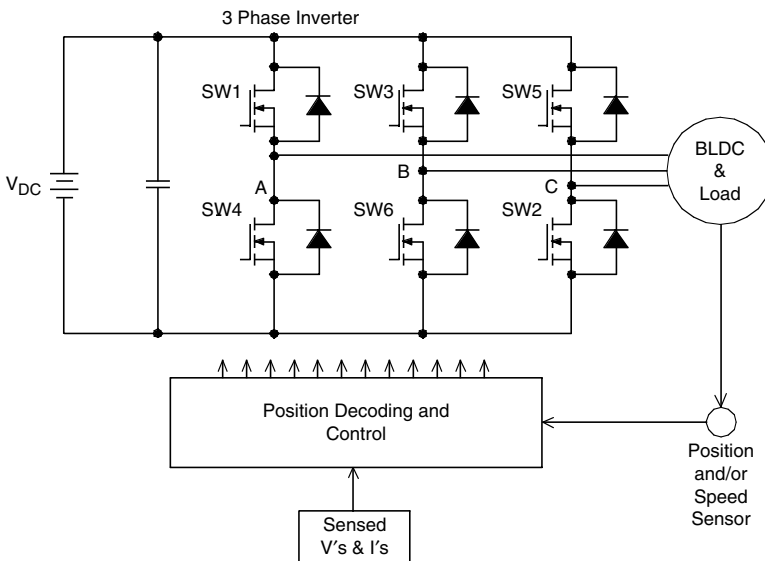 3 Phase Inverter
SW1
SW3
SW5
BLDC
&
Load
VDC
A
B
C
SW4
SW6
SW2
Position Decoding and
Control
Position
and/or
Speed
Sensor
Sensed
V's & I's